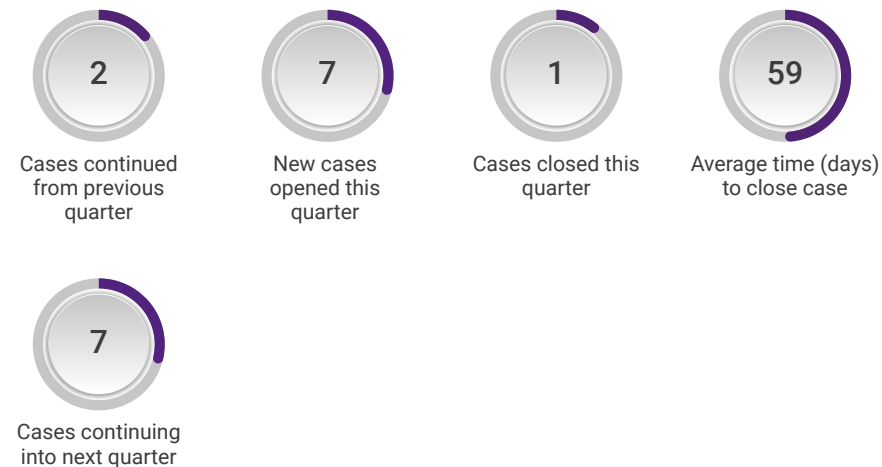 2
Cases continued
from previous
quarter
7
New cases
opened this
quarter
1
Cases closed this
quarter
59
Average time (days)
to close case
7
Cases continuing
into next quarter